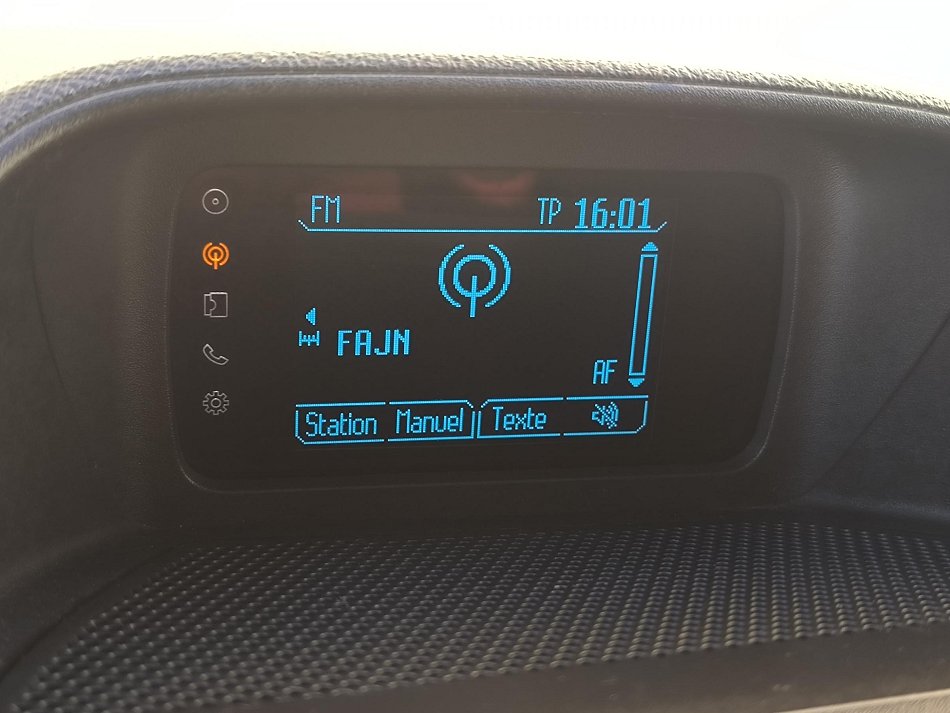 FM TP 16:01
FAJN
AF
Station Manuel Texte